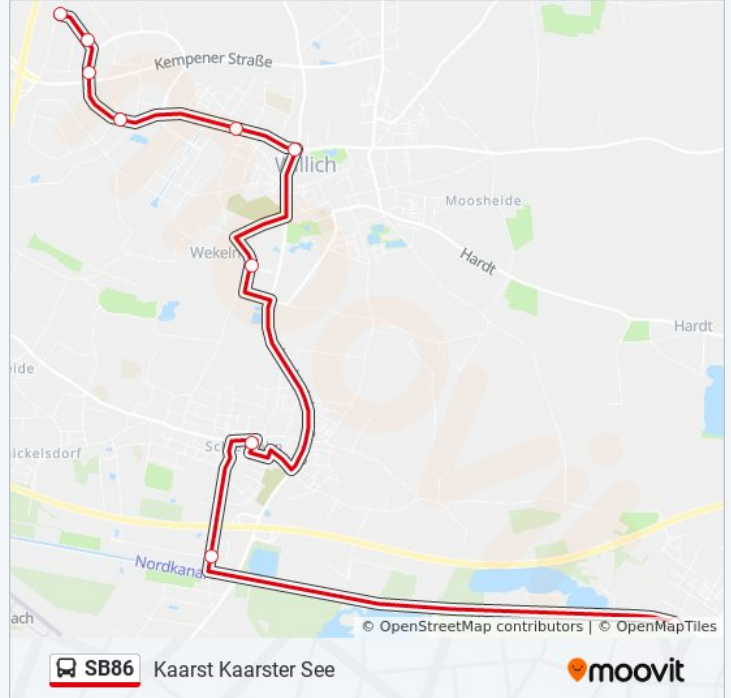 Kempener Straße
Willich
Moosheide
Wekeln
Hardt
Hardt
eide
ickelsdorf
Nordkanal
ach
© OpenStreetMap contributors | © OpenMapTiles
SB86 Kaarst Kaarster See
moovit